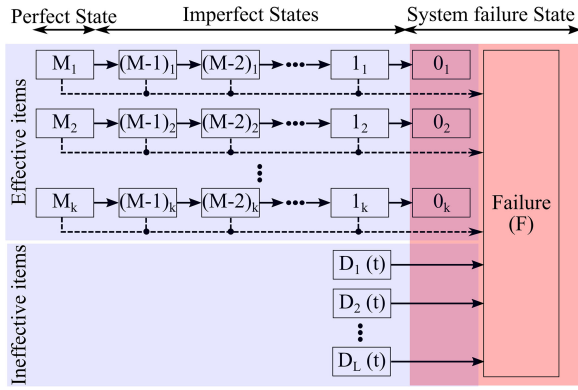 Perfect State Imperfect States System failure State
Effective items
M₁ (M-1)₁ (M-2)₁ 1₁ 0₁
M₂ (M-1)₂ (M-2)₂ 1₂ 0₂
Mₖ (M-1)ₖ (M-2)ₖ 1ₖ 0ₖ
Failure
(F)
Ineffective items
D₁ (t)
D₂ (t)
D_L (t)